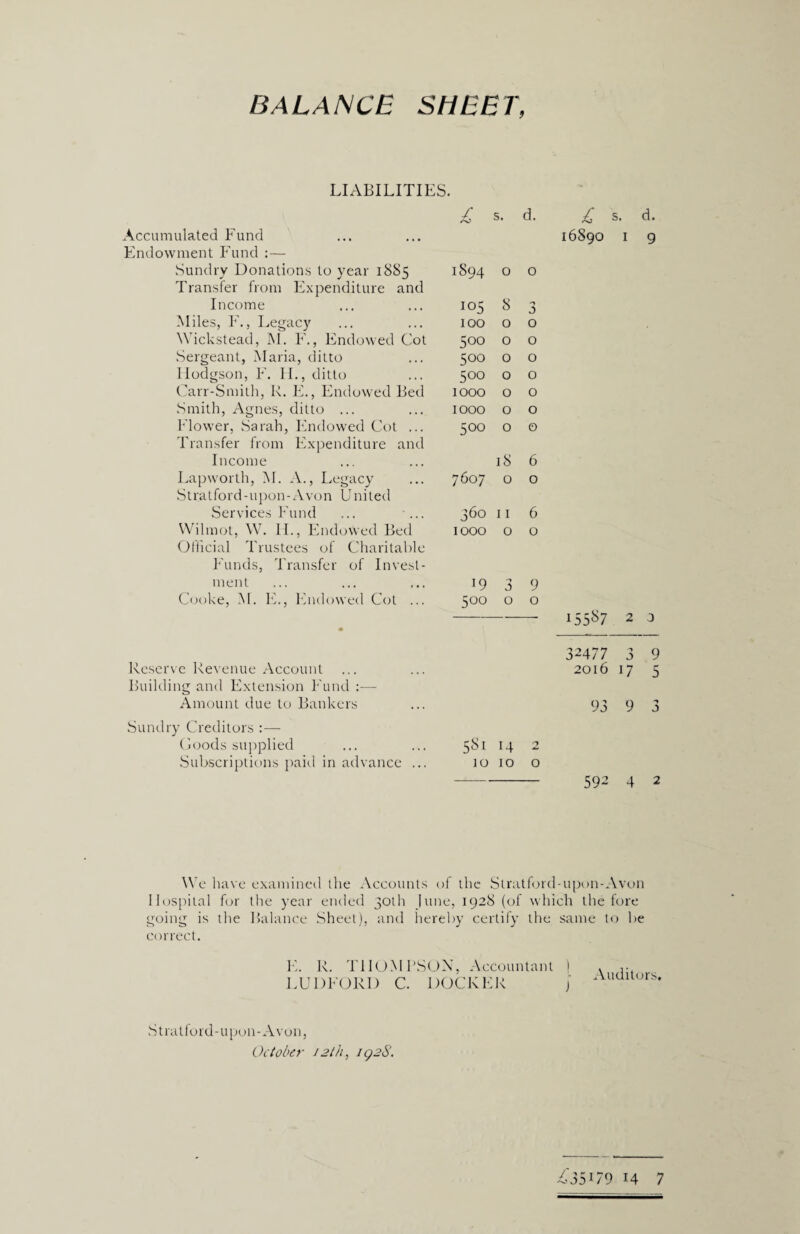 BALANCE SHEET,
LIABILITIES.
£ s. d. £ s. d.
Accumulated Fund ... ... 16890 1 9
Endowment Fund :—
Sundry Donations to year 1885 1894 0 0
Transfer from Expenditure and
Income ... ... 105 8 3
Miles, F., Legacy ... ... 100 0 0
Wickstead, M. F., Endowed Cot 500 0 0
Sergeant, Maria, ditto ... 500 0 0
Hodgson, F. H., ditto ... 500 0 0
Carr-Smith, R. E., Endowed Bed 1000 0 0
Smith, Agnes, ditto ... ... 1000 0 0
Flower, Sarah, Endowed Cot ... 500 0 0
Transfer from Expenditure and
Income ... ... 18 6
Lapworth, M. A., Legacy ... 7607 0 0
Stratford-upon-Avon United
Services Fund ... ... 360 11 6
Wilmot, W. H., Endowed Bed 1000 0 0
Official Trustees of Charitable
Funds, Transfer of Invest-
ment ... ... ... 19 3 9
Cooke, M. E., Endowed Cot ... 500 0 0
15587 2 0
32477 3 9
Reserve Revenue Account ... ... 2016 17 5
Building and Extension Fund :—
Amount due to Bankers ... 93 9 3
Sundry Creditors :—
Goods supplied ... ... 581 14 2
Subscriptions paid in advance ... 10 10 0
592 4 2
We have examined the Accounts of the Stratford-upon-Avon
Hospital for the year ended 30th June, 1928 (of which the fore
going is the Balance Sheet), and hereby certify the same to be
correct.
E. R. THOMPSON, Accountant } Auditors.
LUDFORD C. DOCKER
Stratford-upon-Avon,
October 12th, 1928.
£35179 14 7